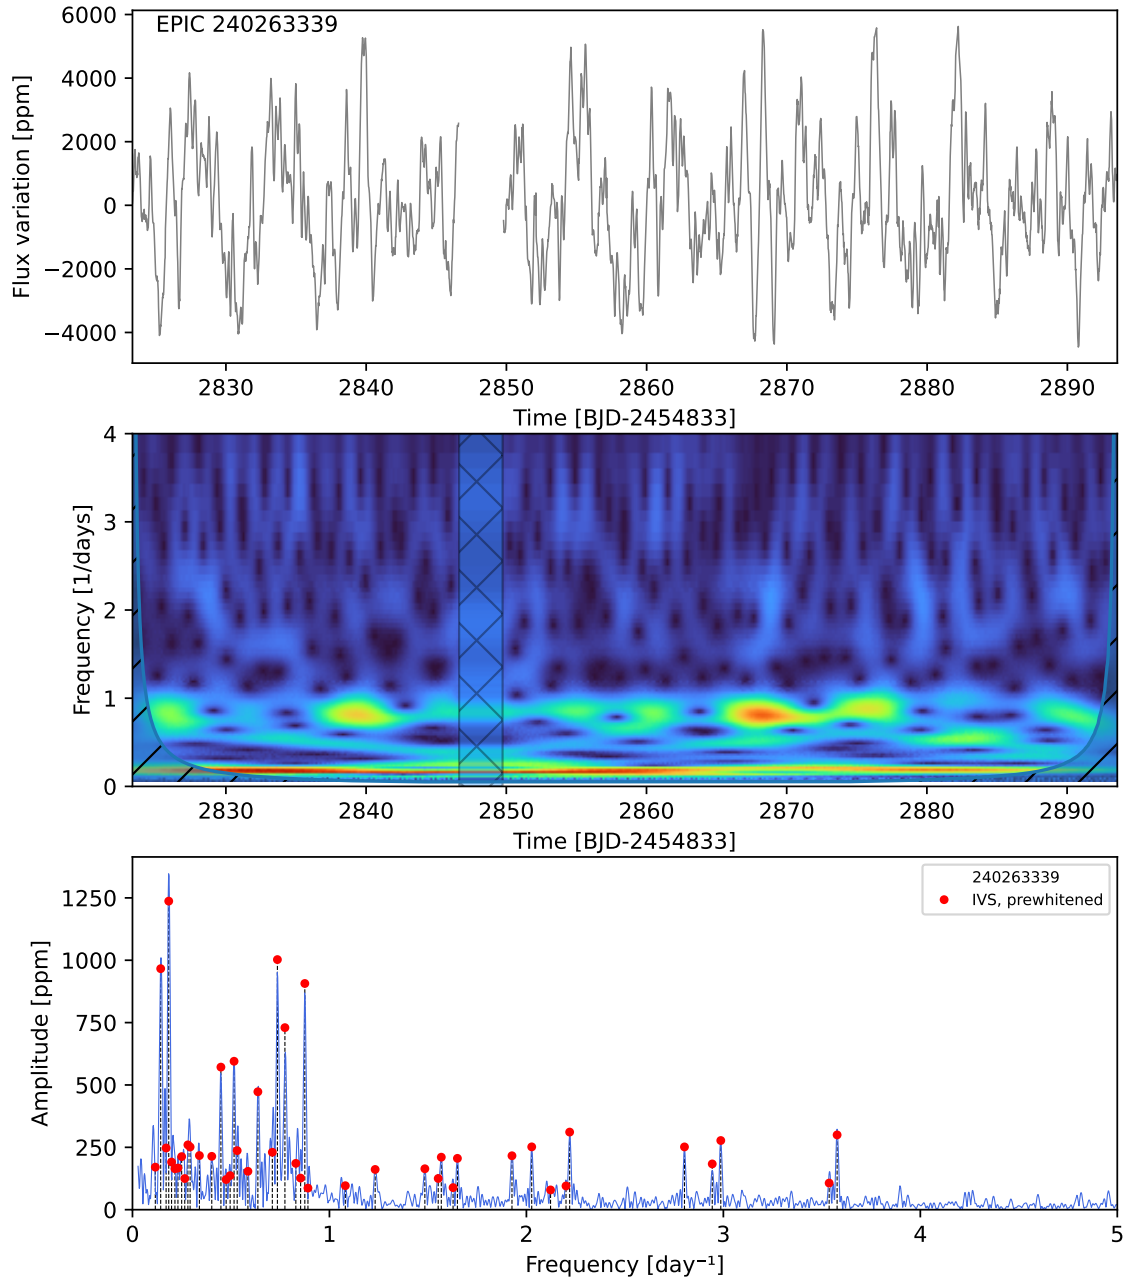 EPIC 240263339
6000
4000
2000
0
−2000
−4000
Flux variation [ppm]
2830 2840 2850 2860 2870 2880 2890
Time [BJD-2454833]
4
3
2
1
0
Frequency [1/days]
2830 2840 2850 2860 2870 2880 2890
Time [BJD-2454833]
240263339
IVS, prewhitened
1250
1000
750
500
250
0
Amplitude [ppm]
0 1 2 3 4 5
Frequency [day⁻¹]